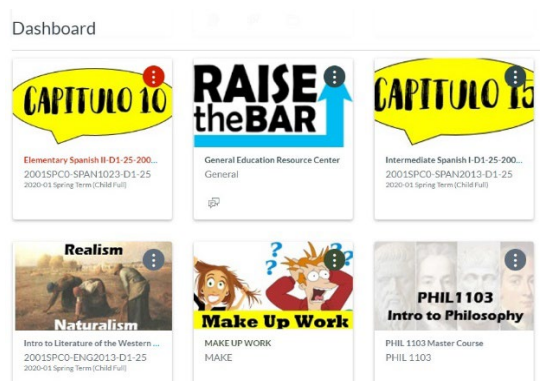 Dashboard
CAPITULO 10
Elementary Spanish II-D1-25-200...
2001SPC0-SPAN1023-D1-25
2020-01 Spring Term (Child Full)
RAISE
theBAR
General Education Resource Center
General
CAPITULO 15
Intermediate Spanish I-D1-25-200...
2001SPC0-SPAN2013-D1-25
2020-01 Spring Term (Child Full)
Realism
Naturalism
Intro to Literature of the Western ...
2001SPC0-ENG2013-D1-25
2020-01 Spring Term (Child Full)
? ? ? ?
Make Up Work
MAKE UP WORK
MAKE
PHIL1103
Intro to Philosophy
PHIL 1103 Master Course
PHIL 1103